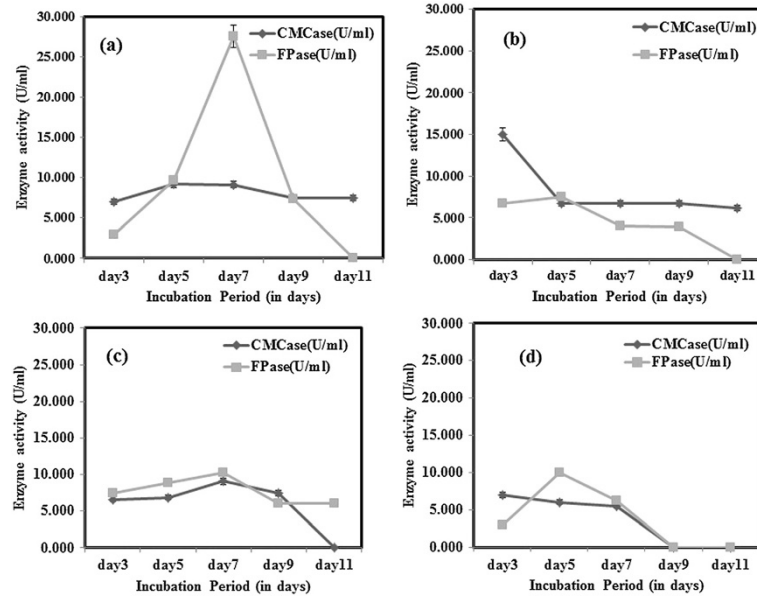 (a)
CMCase(U/ml)
FPase(U/ml)
Enzyme activity (U/ml)
30.000
25.000
20.000
15.000
10.000
5.000
0.000
day3 day5 day7 day9 day11
Incubation Period (in days)
(b)
CMCase(U/ml)
FPase(U/ml)
Enzyme activity (U/ml)
30.000
25.000
20.000
15.000
10.000
5.000
0.000
day3 day5 day7 day9 day11
Incubation Period (in days)
(c)
CMCase(U/ml)
FPase(U/ml)
Enzyme activity (U/ml)
30.000
25.000
20.000
15.000
10.000
5.000
0.000
day3 day5 day7 day9 day11
Incubation Period (in days)
(d)
CMCase(U/ml)
FPase(U/ml)
Enzyme activity (U/ml)
30.000
25.000
20.000
15.000
10.000
5.000
0.000
day3 day5 day7 day9 day11
Incubation Period (in days)